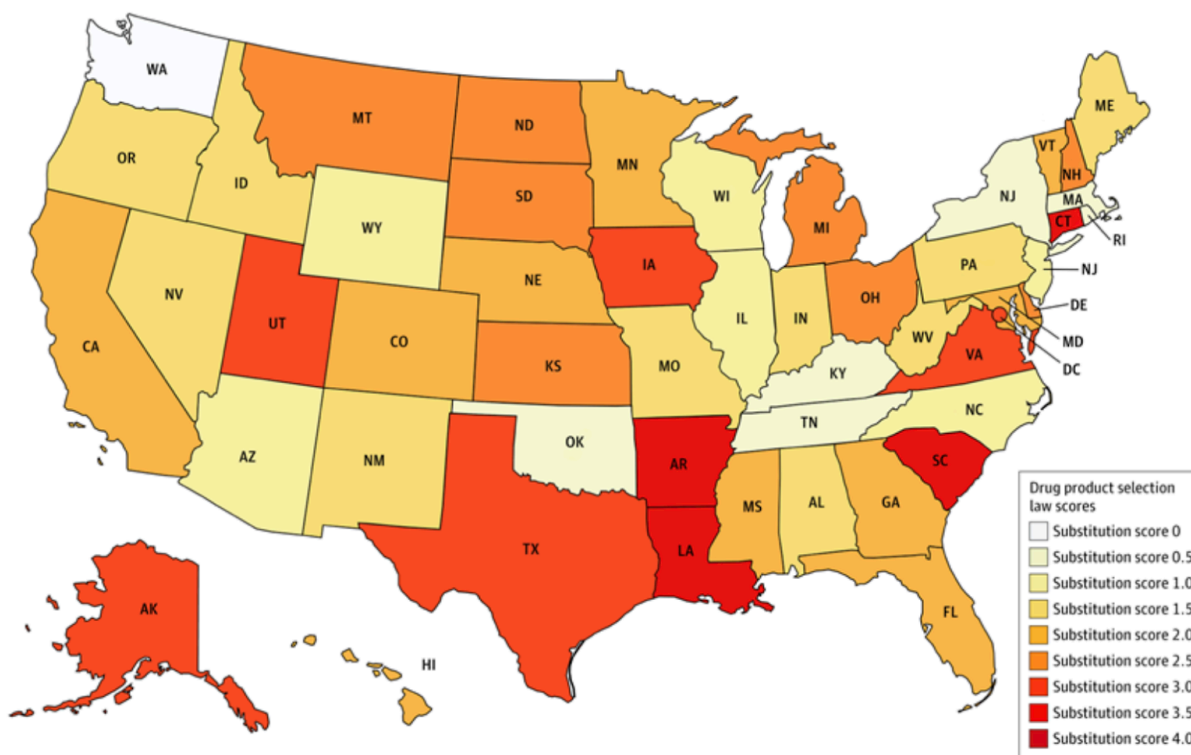 WA
MT
ND
MN
ME
OR
ID
SD
WI
VT
NH
NJ
MA
CT
RI
WY
MI
NV
NE
IA
PA
NJ
UT
CO
IL
IN
OH
DE
CA
KS
MO
WV
VA
MD
KY
DC
AZ
NM
OK
TN
NC
AR
SC
TX
LA
MS
AL
GA
AK
HI
FL
Drug product selection
law scores
Substitution score 0
Substitution score 0.5
Substitution score 1.0
Substitution score 1.5
Substitution score 2.0
Substitution score 2.5
Substitution score 3.0
Substitution score 3.5
Substitution score 4.0